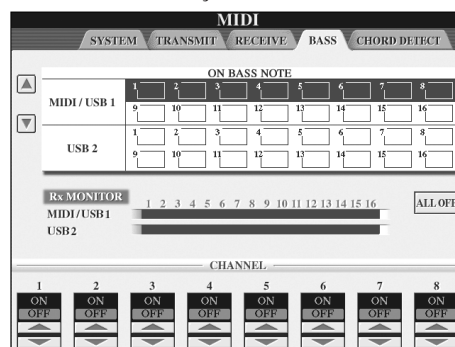 MIDI
SYSTEM TRANSMIT RECEIVE BASS CHORD DETECT
ON BASS NOTE
MIDI / USB 1
1 2 3 4 5 6 7 8
9 10 11 12 13 14 15 16
USB 2
1 2 3 4 5 6 7 8
9 10 11 12 13 14 15 16
Rx MONITOR
1 2 3 4 5 6 7 8 9 10 11 12 13 14 15 16
MIDI / USB 1
USB 2
ALL OFF
CHANNEL
1 2 3 4 5 6 7 8
ON ON ON ON ON ON ON ON
OFF OFF OFF OFF OFF OFF OFF OFF